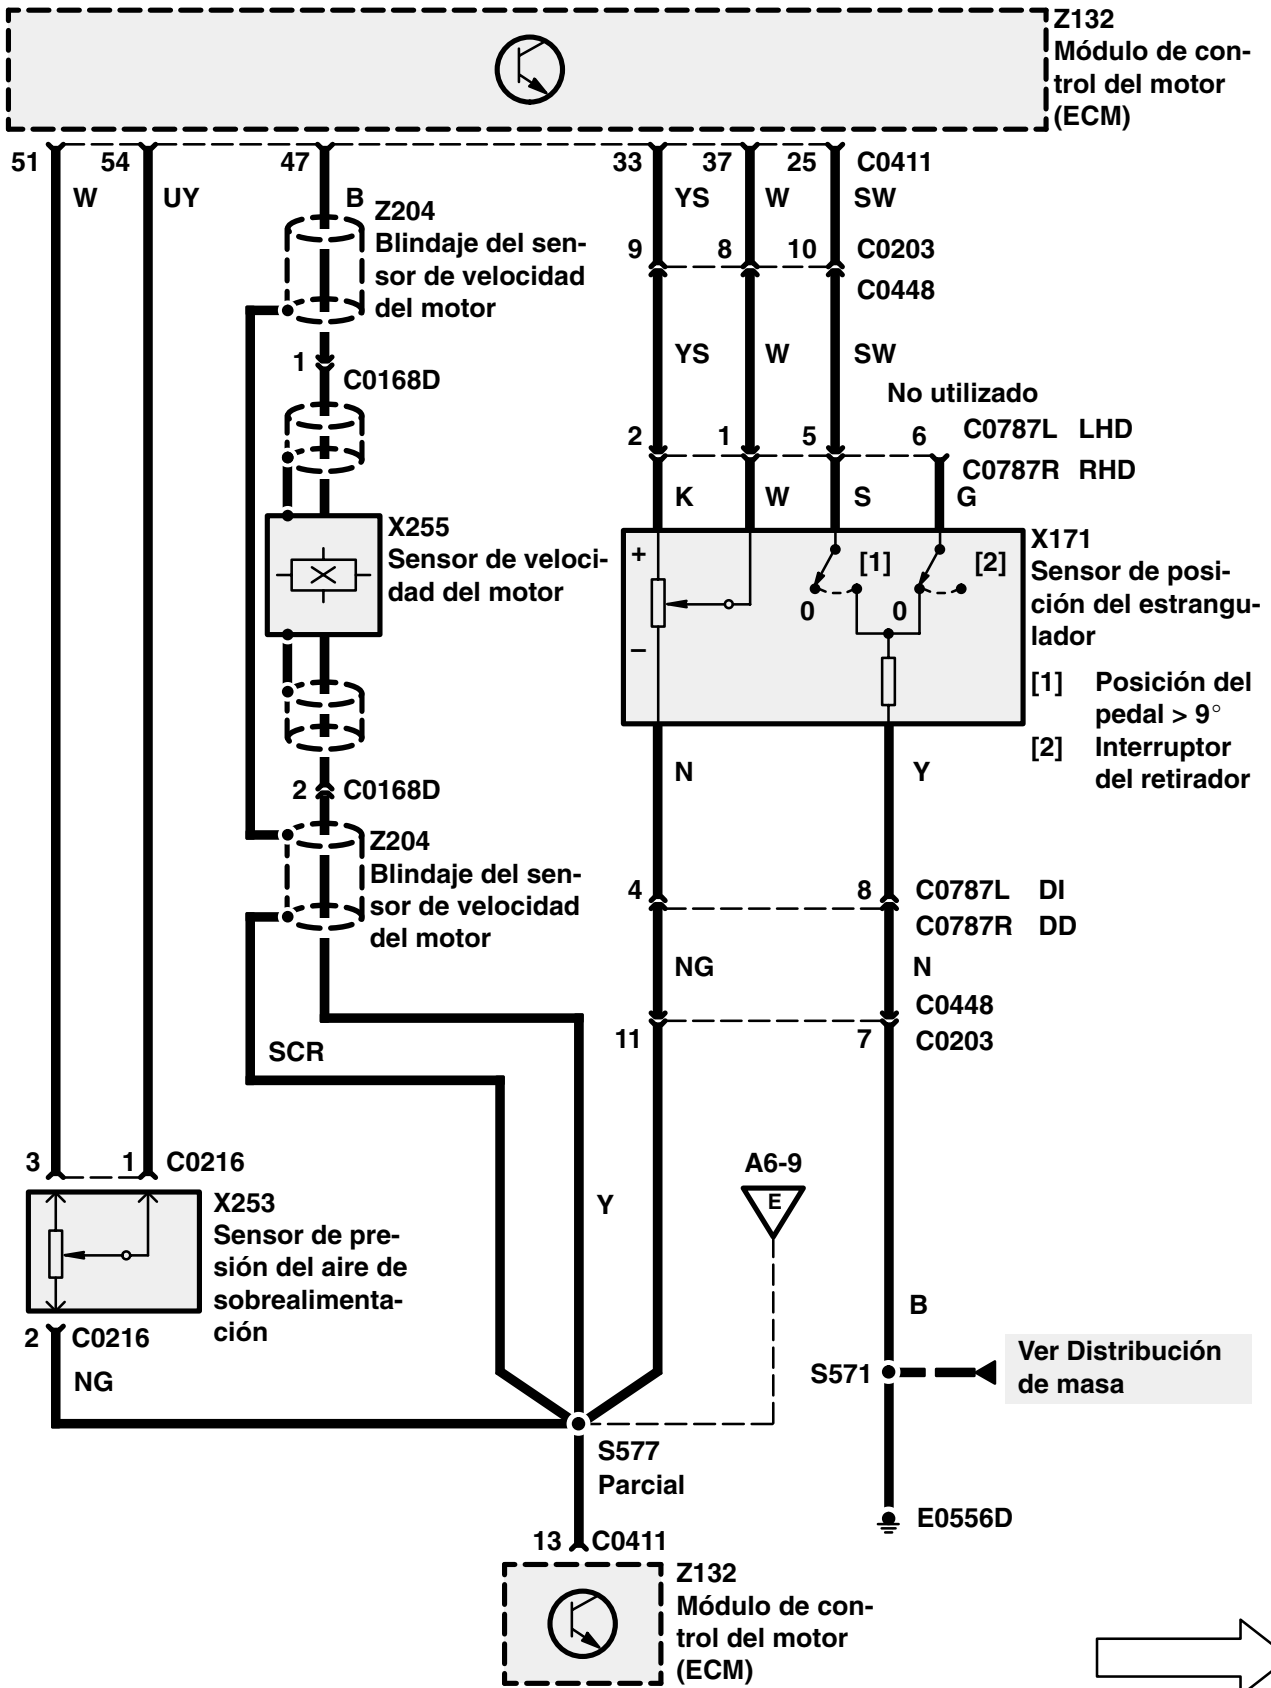 Z132
Módulo de con-
trol del motor
(ECM)
51 54 47 33 37 25 C0411
W UY B YS W SW
Z204
Blindaje del sen-
sor de velocidad
del motor
9 8 10 C0203
C0448
1
C0168D
YS W SW
No utilizado
2 1 5 6 C0787L LHD
C0787R RHD
K W S G
X255
Sensor de veloci-
dad del motor
+
–
[1]
[2]
0
0
X171
Sensor de posi-
ción del estrangu-
lador
[1] Posición del
pedal > 9°
[2] Interruptor
del retirador
N Y
2 C0168D
Z204
Blindaje del sen-
sor de velocidad
del motor
4 8 C0787L DI
C0787R DD
NG N
C0448
11 7 C0203
SCR
3 1 C0216
X253
Sensor de pre-
sión del aire de
sobrealimenta-
ción
2 C0216
NG
Y
A6-9
E
B
S571
Ver Distribución
de masa
S577
Parcial
E0556D
13 C0411
Z132
Módulo de con-
trol del motor
(ECM)